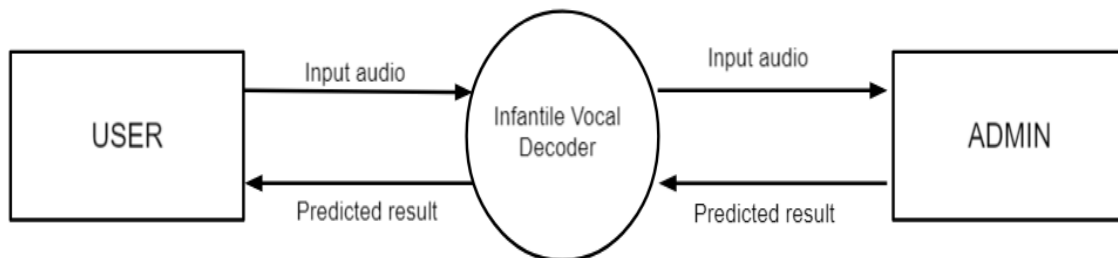 Input audio
Input audio
USER
Infantile Vocal
Decoder
ADMIN
Predicted result
Predicted result